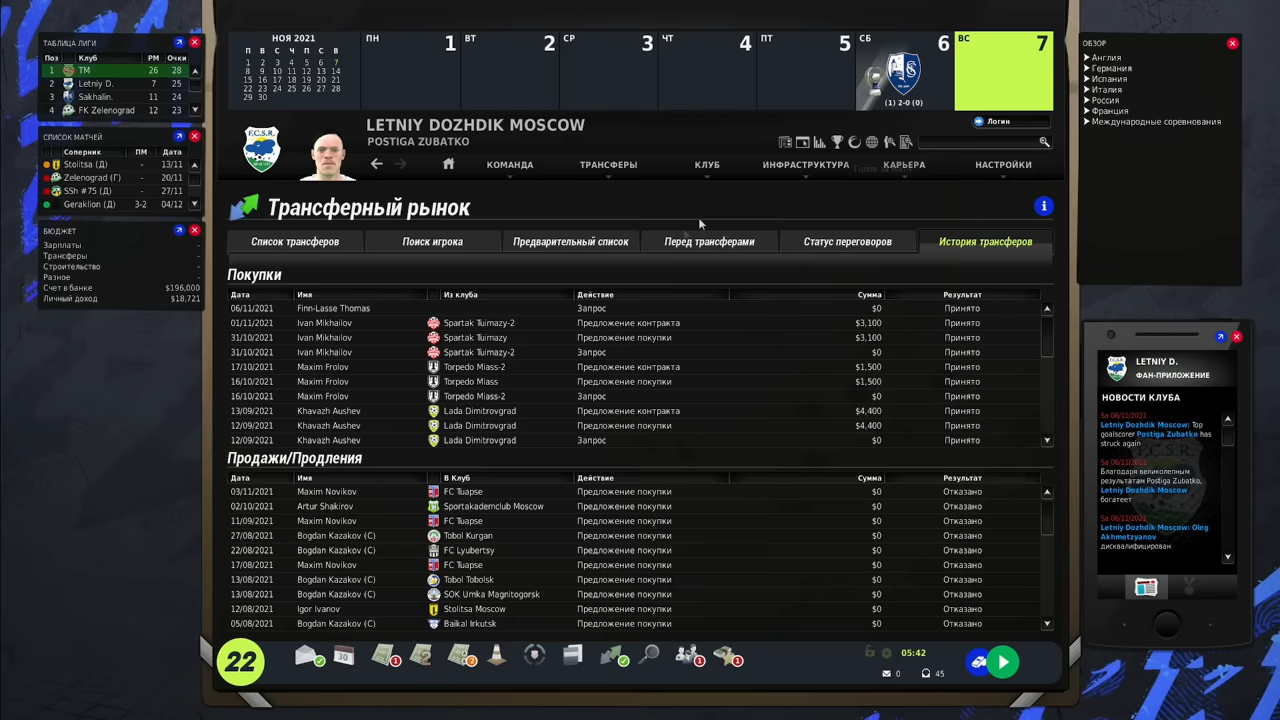 ТАБЛИЦА ЛИГИ
Поз Клуб РМ Очки
1 TM 26 28
2 Letniy D. 7 25
3 Sakhalin. 11 24
4 FK Zelenograd 12 23
СПИСОК МАТЧЕЙ
Соперник ПМ Дата
Stolitsa (Д) - 13/11
Zelenograd (Г) - 20/11
SSh #75 (Д) - 27/11
Geraklion (Д) 3-2 04/12
БЮДЖЕТ
Зарплаты -
Трансферы -
Строительство -
Разное -
Счет в банке $196,000
Личный доход $18,721
НОЯ 2021
П В С Ч П С В
1 2 3 4 5 6 7
8 9 10 11 12 13 14
15 16 17 18 19 20 21
22 23 24 25 26 27 28
29 30
ПН 1
ВТ 2
СР 3
ЧТ 4
ПТ 5
СБ 6
(1) 2-0 (0)
ВС 7
F.C.S.R.
LETNIY DOZHDIK MOSCOW
POSTIGA ZUBATKO
Логин
КОМАНДА ТРАНСФЕРЫ КЛУБ ИНФРАСТРУКТУРА КАРЬЕРА НАСТРОЙКИ
Трансферный рынок
Список трансферов Поиск игрока Предварительный список Перед трансферами Статус переговоров История трансферов
Покупки
Дата Имя Из клуба Действие Сумма Результат
06/11/2021 Finn-Lasse Thomas Запрос $0 Принято
01/11/2021 Ivan Mikhailov Spartak Tuimazy-2 Предложение контракта $3,100 Принято
31/10/2021 Ivan Mikhailov Spartak Tuimazy Предложение покупки $3,100 Принято
31/10/2021 Ivan Mikhailov Spartak Tuimazy-2 Запрос $0 Принято
17/10/2021 Maxim Frolov Torpedo Miass-2 Предложение контракта $1,500 Принято
16/10/2021 Maxim Frolov Torpedo Miass Предложение покупки $1,500 Принято
16/10/2021 Maxim Frolov Torpedo Miass-2 Запрос $0 Принято
13/09/2021 Khavazh Aushev Lada Dimitrovgrad Предложение контракта $4,400 Принято
12/09/2021 Khavazh Aushev Lada Dimitrovgrad Предложение покупки $4,400 Принято
12/09/2021 Khavazh Aushev Lada Dimitrovgrad Запрос $0 Принято
Продажи/Продления
Дата Имя В Клуб Действие Сумма Результат
03/11/2021 Maxim Novikov FC Tuapse Предложение покупки $0 Отказано
02/10/2021 Artur Shakirov Sportakademclub Moscow Предложение покупки $0 Отказано
11/09/2021 Maxim Novikov FC Tuapse Предложение покупки $0 Отказано
27/08/2021 Bogdan Kazakov (C) Tobol Kurgan Предложение покупки $0 Отказано
22/08/2021 Bogdan Kazakov (C) FC Lyubertsy Предложение покупки $0 Отказано
17/08/2021 Maxim Novikov FC Tuapse Предложение покупки $0 Отказано
13/08/2021 Bogdan Kazakov (C) Tobol Tobolsk Предложение покупки $0 Отказано
13/08/2021 Bogdan Kazakov (C) SOK Umka Magnitogorsk Предложение покупки $0 Отказано
12/08/2021 Igor Ivanov Stolitsa Moscow Предложение покупки $0 Отказано
05/08/2021 Bogdan Kazakov (C) Baikal Irkutsk Предложение покупки $0 Отказано
22
30
1
2
2
1
1
05:42
0 45
ОБЗОР
Англия
Германия
Испания
Италия
Россия
Франция
Международные соревнования
LETNIY D.
ФАН-ПРИЛОЖЕНИЕ
НОВОСТИ КЛУБА
Sa 06/11/2021
Letniy Dozhdik Moscow: Top
goalscorer Postiga Zubatko has
struck again
Sa 06/11/2021
Благодаря великолепным
результатам Postiga Zubatko,
Letniy Dozhdik Moscow
богатеет
Sa 06/11/2021
Letniy Dozhdik Moscow: Oleg
Akhmetzyanov
дисквалифицирован